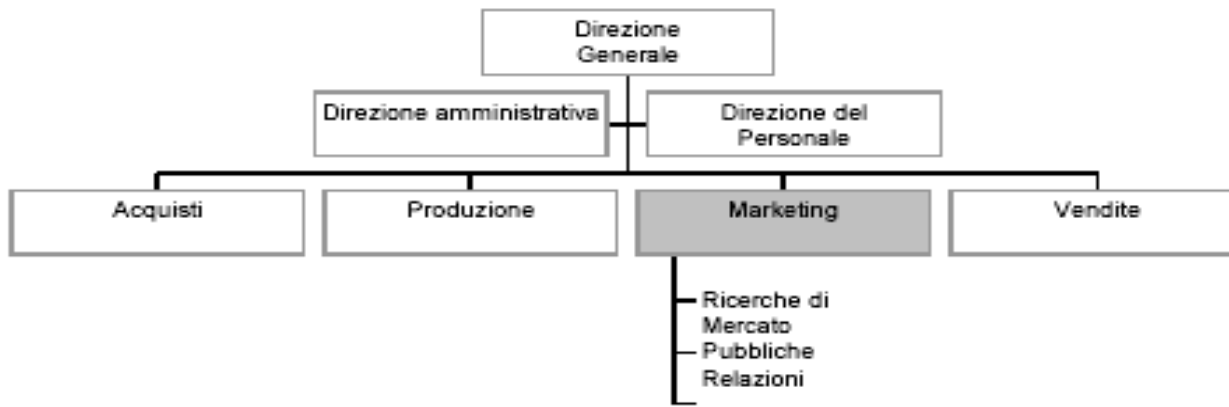 Direzione
Generale
Direzione amministrativa
Direzione del
Personale
Acquisti
Produzione
Marketing
Vendite
Ricerche di
Mercato
Pubbliche
Relazioni